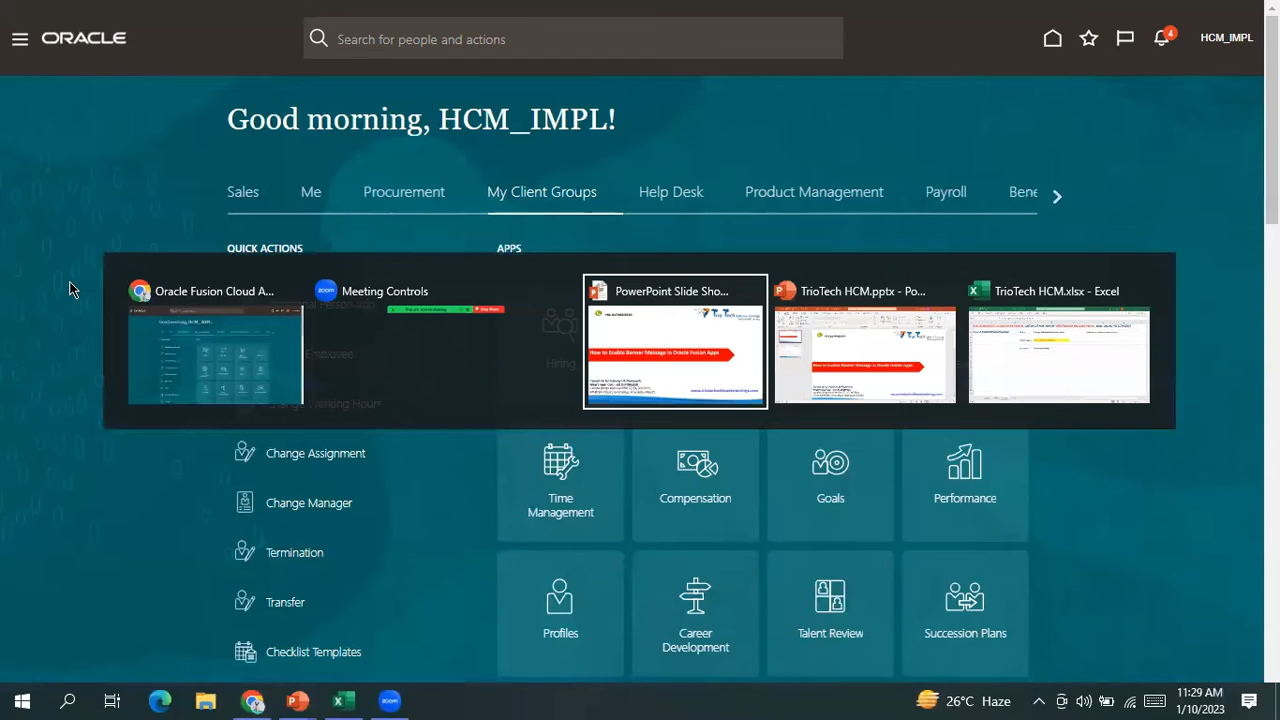 ORACLE
Search for people and actions
4
HCM_IMPL
Good morning, HCM_IMPL!
Sales
Me
Procurement
My Client Groups
Help Desk
Product Management
Payroll
Bene
QUICK ACTIONS
APPS
Oracle Fusion Cloud A...
Meeting Controls
PowerPoint Slide Sho...
TrioTech HCM.pptx - Po...
TrioTech HCM.xlsx - Excel
How to Enable Banner Message in Oracle Fusion Apps
Hiring
Change Working Hours
Change Assignment
Change Manager
Termination
Transfer
Checklist Templates
Time
Management
Compensation
Goals
Performance
Profiles
Career
Development
Talent Review
Succession Plans
26°C Haze
11:29 AM
1/10/2023